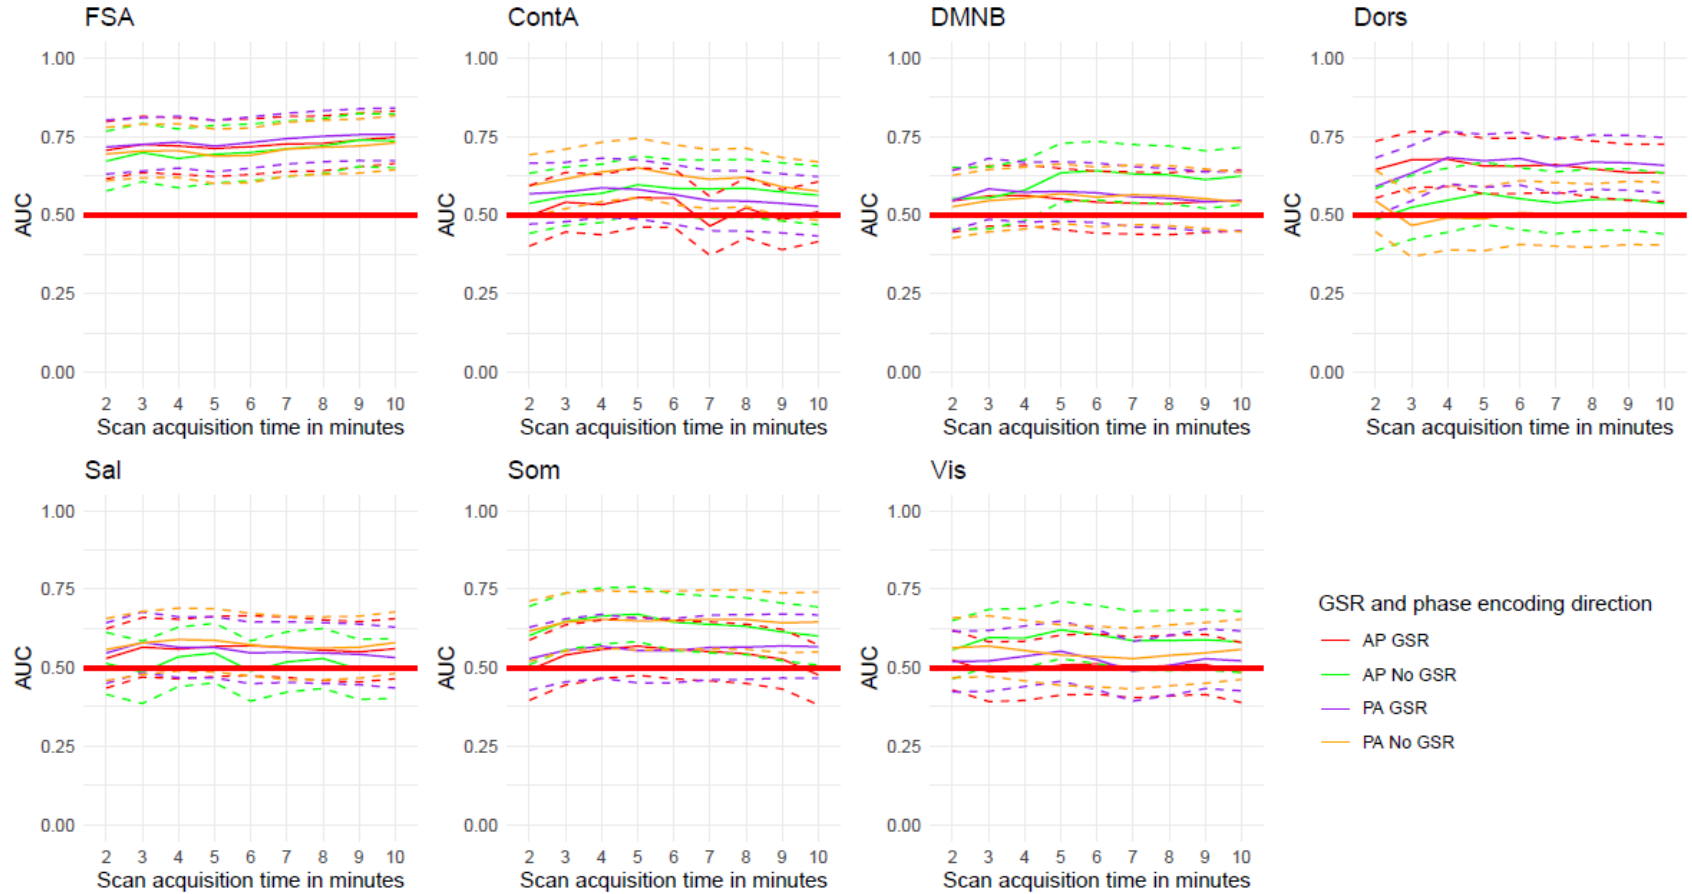 FSA
ContA
DMNB
Dors
1.00
0.75
0.50
0.25
0.00
AUC
2 3 4 5 6 7 8 9 10
Scan acquisition time in minutes
1.00
0.75
0.50
0.25
0.00
AUC
2 3 4 5 6 7 8 9 10
Scan acquisition time in minutes
1.00
0.75
0.50
0.25
0.00
AUC
2 3 4 5 6 7 8 9 10
Scan acquisition time in minutes
1.00
0.75
0.50
0.25
0.00
AUC
2 3 4 5 6 7 8 9 10
Scan acquisition time in minutes
Sal
Som
Vis
1.00
0.75
0.50
0.25
0.00
AUC
2 3 4 5 6 7 8 9 10
Scan acquisition time in minutes
1.00
0.75
0.50
0.25
0.00
AUC
2 3 4 5 6 7 8 9 10
Scan acquisition time in minutes
1.00
0.75
0.50
0.25
0.00
AUC
2 3 4 5 6 7 8 9 10
Scan acquisition time in minutes
GSR and phase encoding direction
AP GSR
AP No GSR
PA GSR
PA No GSR